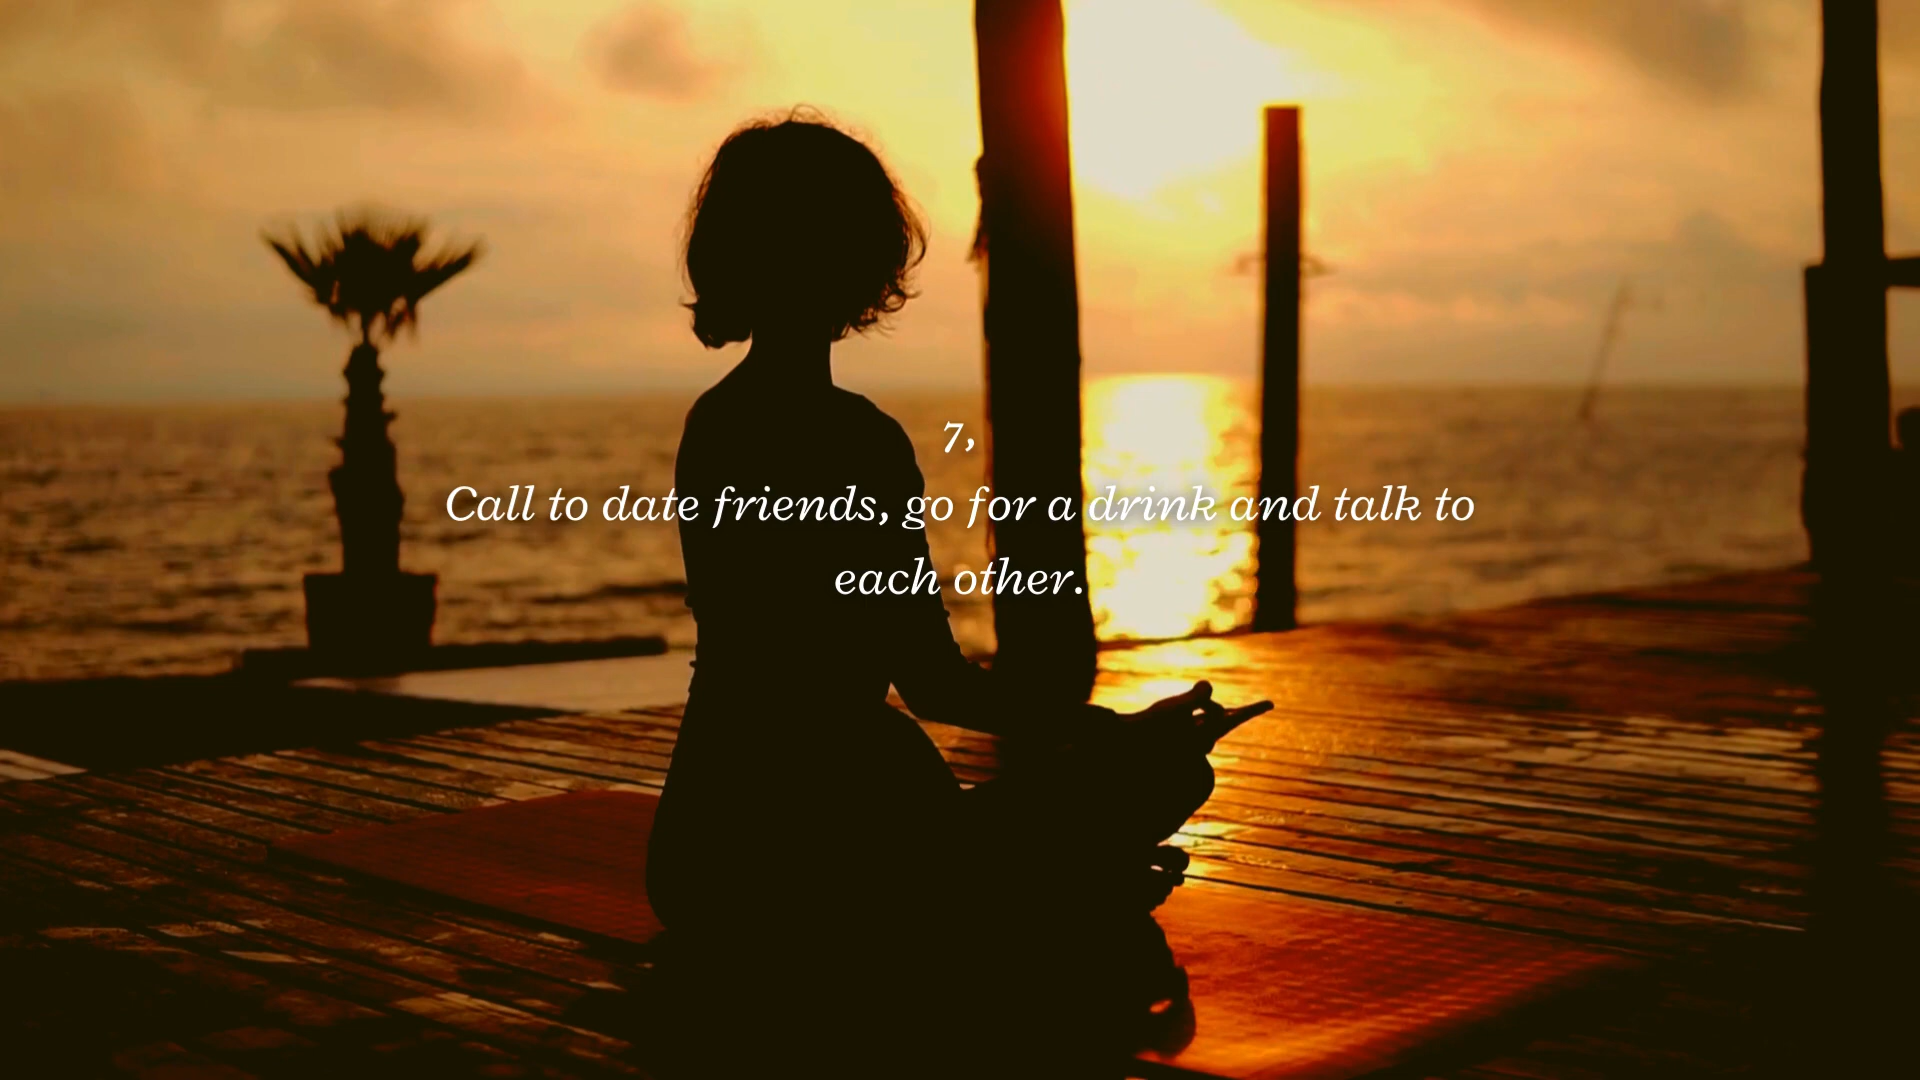 7,
Call to date friends, go for a drink and talk to
each other.